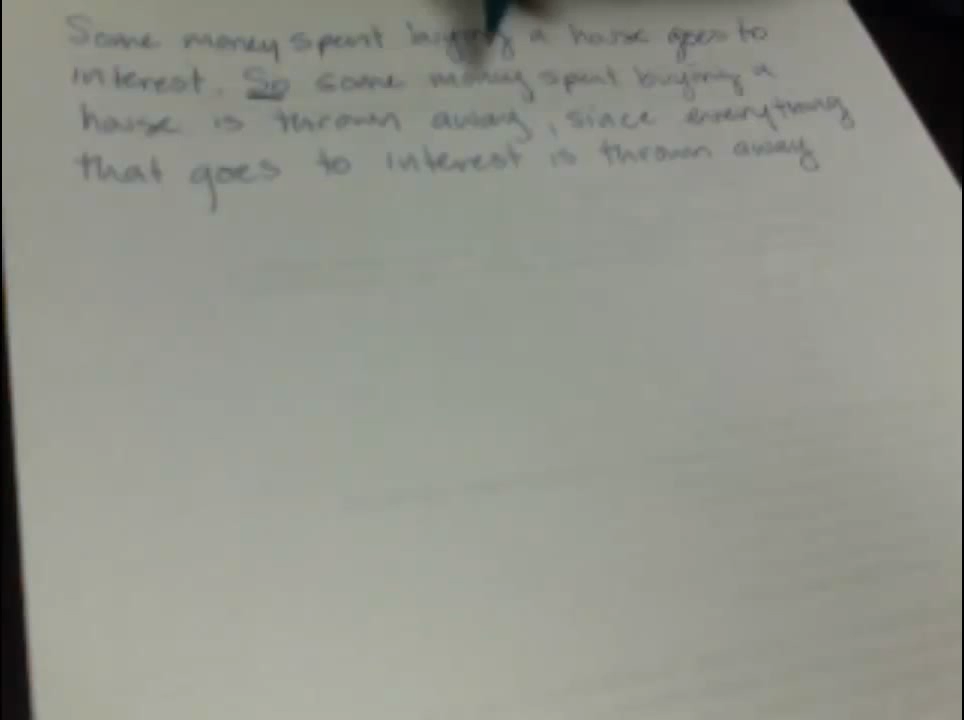 Some money spent buying a house goes to
interest. So some money spent buying a
house is thrown away, since everything
that goes to interest is thrown away